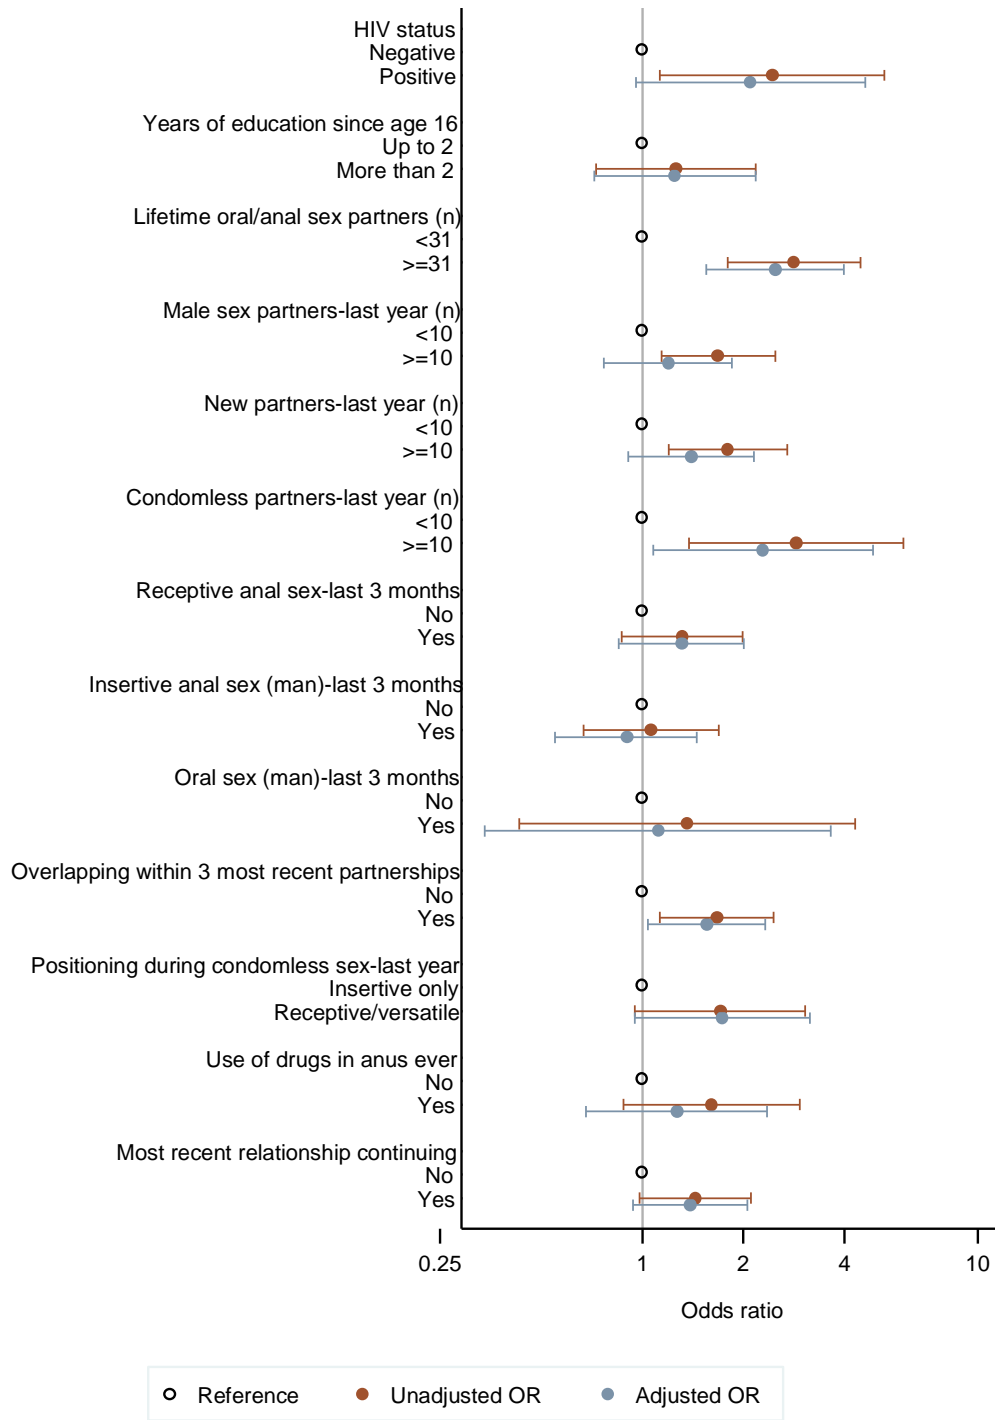 HIV status
Negative
Positive
Years of education since age 16
Up to 2
More than 2
Lifetime oral/anal sex partners (n)
<31
>=31
Male sex partners-last year (n)
<10
>=10
New partners-last year (n)
<10
>=10
Condomless partners-last year (n)
<10
>=10
Receptive anal sex-last 3 months
No
Yes
Insertive anal sex (man)-last 3 months
No
Yes
Oral sex (man)-last 3 months
No
Yes
Overlapping within 3 most recent partnerships
No
Yes
Positioning during condomless sex-last year
Insertive only
Receptive/versatile
Use of drugs in anus ever
No
Yes
Most recent relationship continuing
No
Yes
0.25 1 2 4 10
Odds ratio
Reference Unadjusted OR Adjusted OR